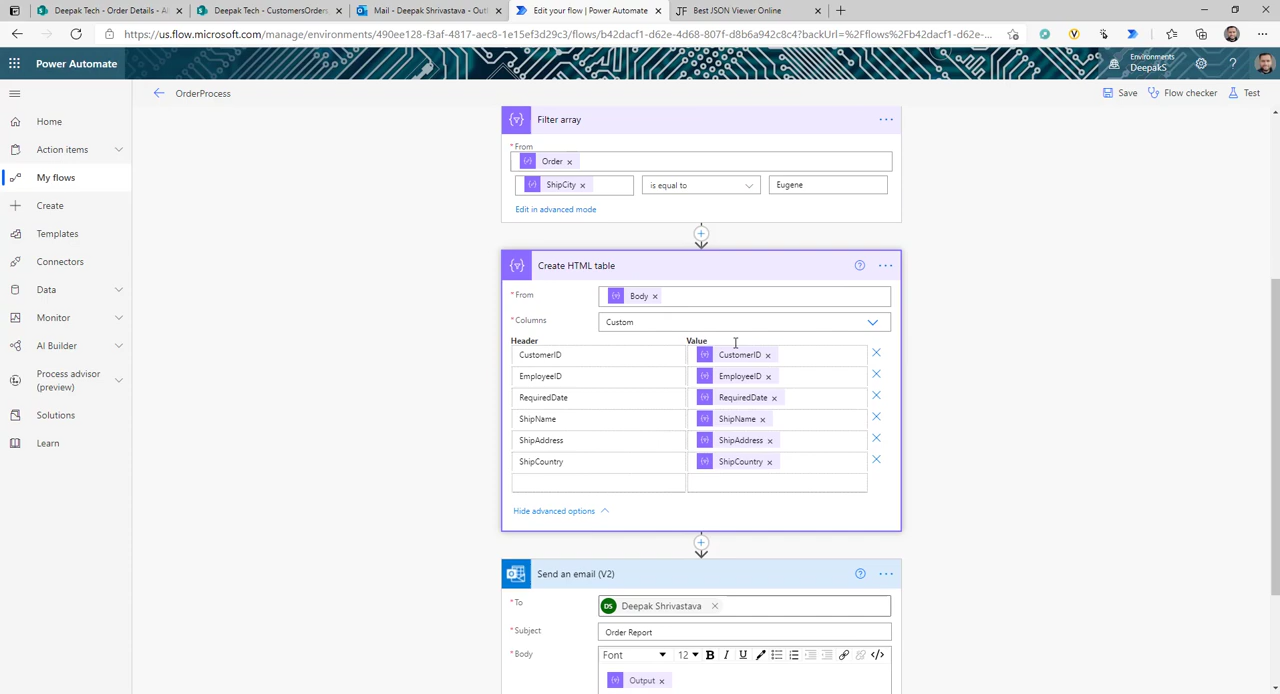 Deepak Tech - Order Details - Al
Deepak Tech - CustomersOrders
Mail - Deepak Shrivastava - Outl
Edit your flow | Power Automate
JF Best JSON Viewer Online
https://us.flow.microsoft.com/manage/environments/490ee128-f3af-4817-aec8-1e15ef3d29c3/flows/b42dacf1-d62e-4d68-807f-d8b9a942c8c4?backUrl=%2Fflows%2Fb42dacf1-d62e-4...
Power Automate
Environments
DeepakS
OrderProcess
Save
Flow checker
Test
Home
Action items
My flows
Create
Templates
Connectors
Data
Monitor
AI Builder
Process advisor
(preview)
Solutions
Learn
Filter array
* From
Order
ShipCity
is equal to
Eugene
Edit in advanced mode
Create HTML table
* From
Body
* Columns
Custom
Header Value
CustomerID CustomerID
EmployeeID EmployeeID
RequiredDate RequiredDate
ShipName ShipName
ShipAddress ShipAddress
ShipCountry ShipCountry
Hide advanced options
Send an email (V2)
* To
DS Deepak Shrivastava
* Subject
Order Report
* Body
Font 12 B I U </>
Output